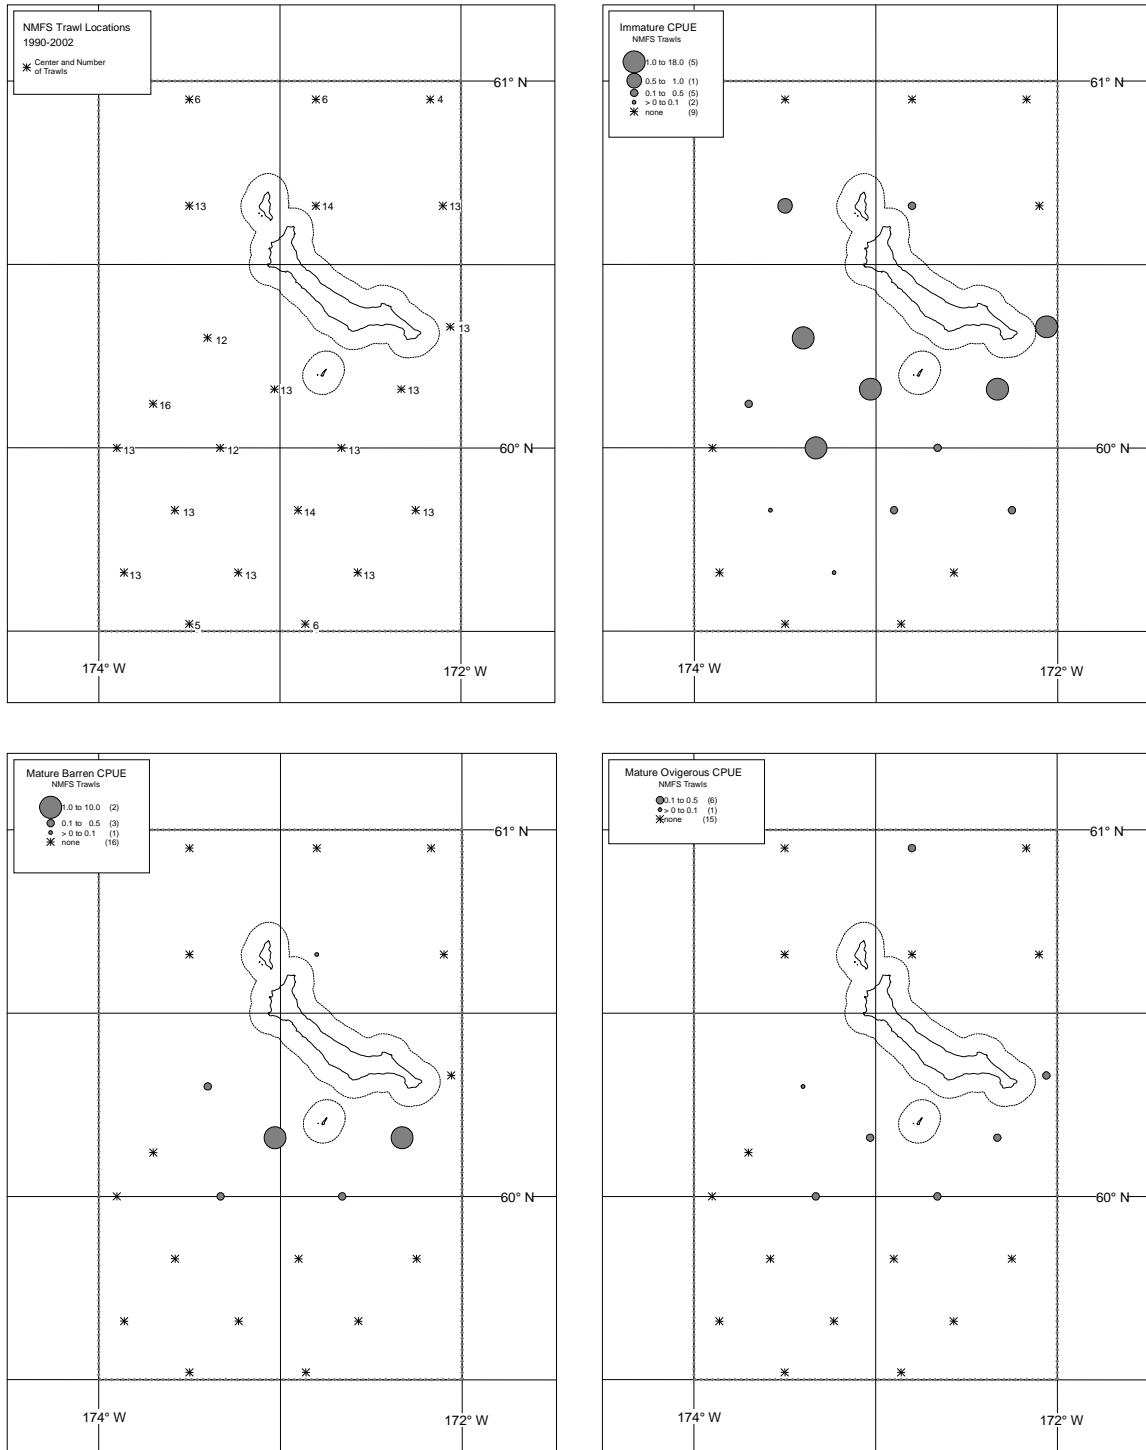 NMFS Trawl Locations
1990-2002
Center and Number
of Trawls
61° N
6
6
4
13
14
13
13
12
13
13
16
13
12
13
60° N
13
14
13
13
13
13
5
6
174° W
172° W
Immature CPUE
NMFS Trawls
1.0 to 18.0 (5)
0.5 to 1.0 (1)
0.1 to 0.5 (5)
> 0 to 0.1 (2)
none (9)
61° N
60° N
174° W
172° W
Mature Barren CPUE
NMFS Trawls
1.0 to 10.0 (2)
0.1 to 0.5 (3)
> 0 to 0.1 (1)
none (16)
61° N
60° N
174° W
172° W
Mature Ovigerous CPUE
NMFS Trawls
0.1 to 0.5 (6)
> 0 to 0.1 (1)
none (15)
61° N
60° N
174° W
172° W